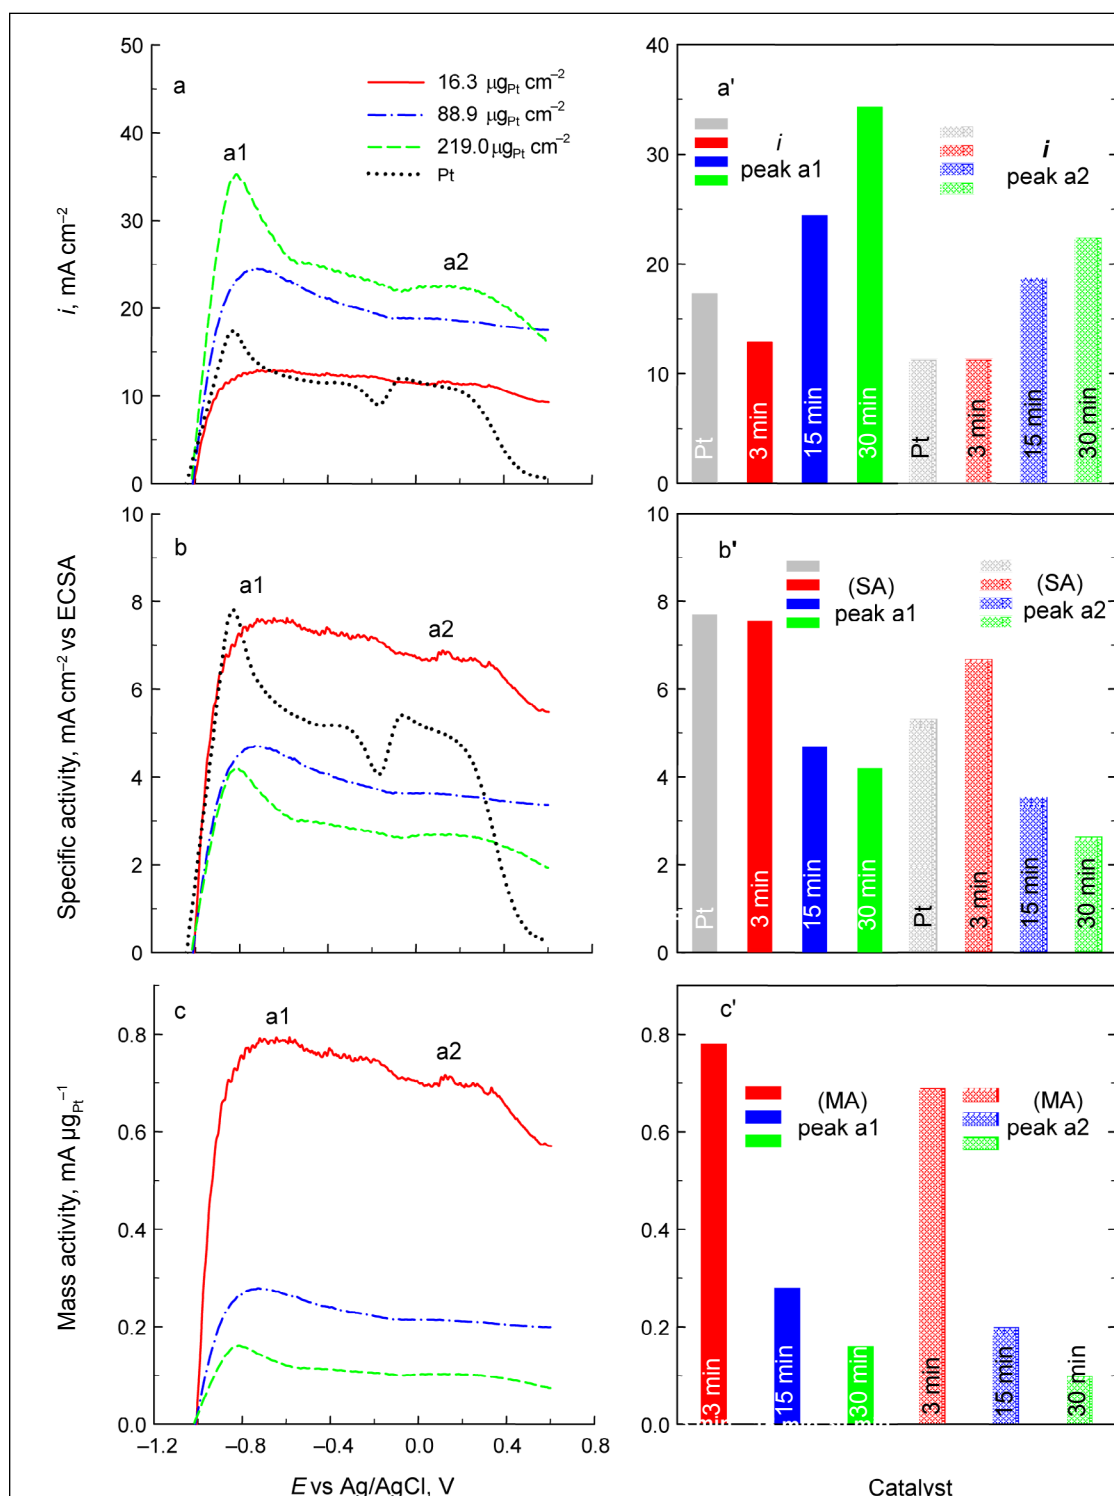 a
16.3 μgPt cm–2
88.9 μgPt cm–2
219.0 μgPt cm–2
Pt
a1
a2
i, mA cm–2
50
40
30
20
10
0
a'
i
peak a1
i
peak a2
40
30
20
10
0
Pt
3 min
15 min
30 min
Pt
3 min
15 min
30 min
b
a1
a2
Specific activity, mA cm–2 vs ECSA
10
8
6
4
2
0
b'
(SA)
peak a1
(SA)
peak a2
10
8
6
4
2
0
Pt
3 min
15 min
30 min
Pt
3 min
15 min
30 min
c
a1
a2
Mass activity, mA μgPt–1
0.8
0.6
0.4
0.2
0.0
–1.2 –0.8 –0.4 0.0 0.4 0.8
E vs Ag/AgCl, V
c'
(MA)
peak a1
(MA)
peak a2
0.8
0.6
0.4
0.2
0.0
3 min
15 min
30 min
3 min
15 min
30 min
Catalyst